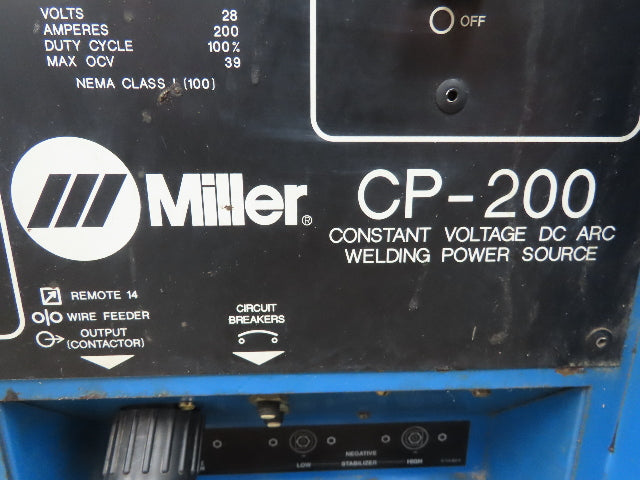 VOLTS 28
AMPERES 200
DUTY CYCLE 100%
MAX OCV 39
NEMA CLASS I (100)
OFF
Miller®
CP-200
CONSTANT VOLTAGE DC ARC
WELDING POWER SOURCE
REMOTE 14
WIRE FEEDER
OUTPUT
(CONTACTOR)
CIRCUIT
BREAKERS
NEGATIVE
LOW STABILIZER HIGH